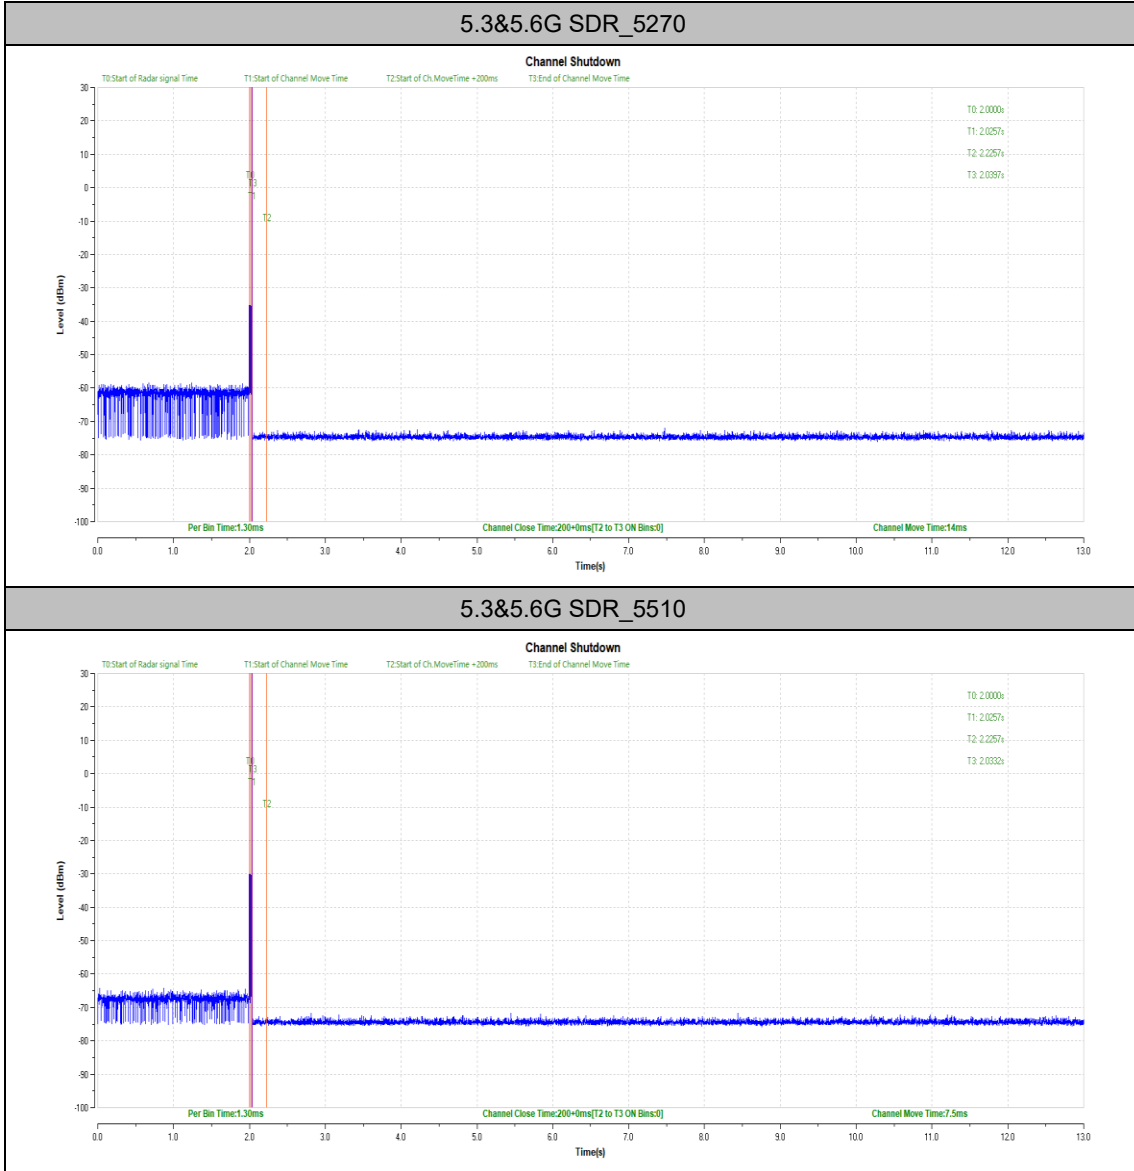 5.3&5.6G SDR_5270
Channel Shutdown
T0:Start of Radar signal Time T1:Start of Channel Move Time T2:Start of Ch.MoveTime +200ms T3:End of Channel Move Time
30
20
10
0
-10
-20
-30
-40
-50
-60
-70
-80
-90
-100
Level (dBm)
T0: 2.0000s
T1: 2.0257s
T2: 2.2257s
T3: 2.0397s
T3
T1
T2
Per Bin Time:1.30ms Channel Close Time:200+0ms[T2 to T3 ON Bins:0] Channel Move Time:14ms
0.0 1.0 2.0 3.0 4.0 5.0 6.0 7.0 8.0 9.0 10.0 11.0 12.0 13.0
Time(s)
5.3&5.6G SDR_5510
Channel Shutdown
T0:Start of Radar signal Time T1:Start of Channel Move Time T2:Start of Ch.MoveTime +200ms T3:End of Channel Move Time
30
20
10
0
-10
-20
-30
-40
-50
-60
-70
-80
-90
-100
Level (dBm)
T0: 2.0000s
T1: 2.0257s
T2: 2.2257s
T3: 2.0332s
T3
T1
T2
Per Bin Time:1.30ms Channel Close Time:200+0ms[T2 to T3 ON Bins:0] Channel Move Time:7.5ms
0.0 1.0 2.0 3.0 4.0 5.0 6.0 7.0 8.0 9.0 10.0 11.0 12.0 13.0
Time(s)